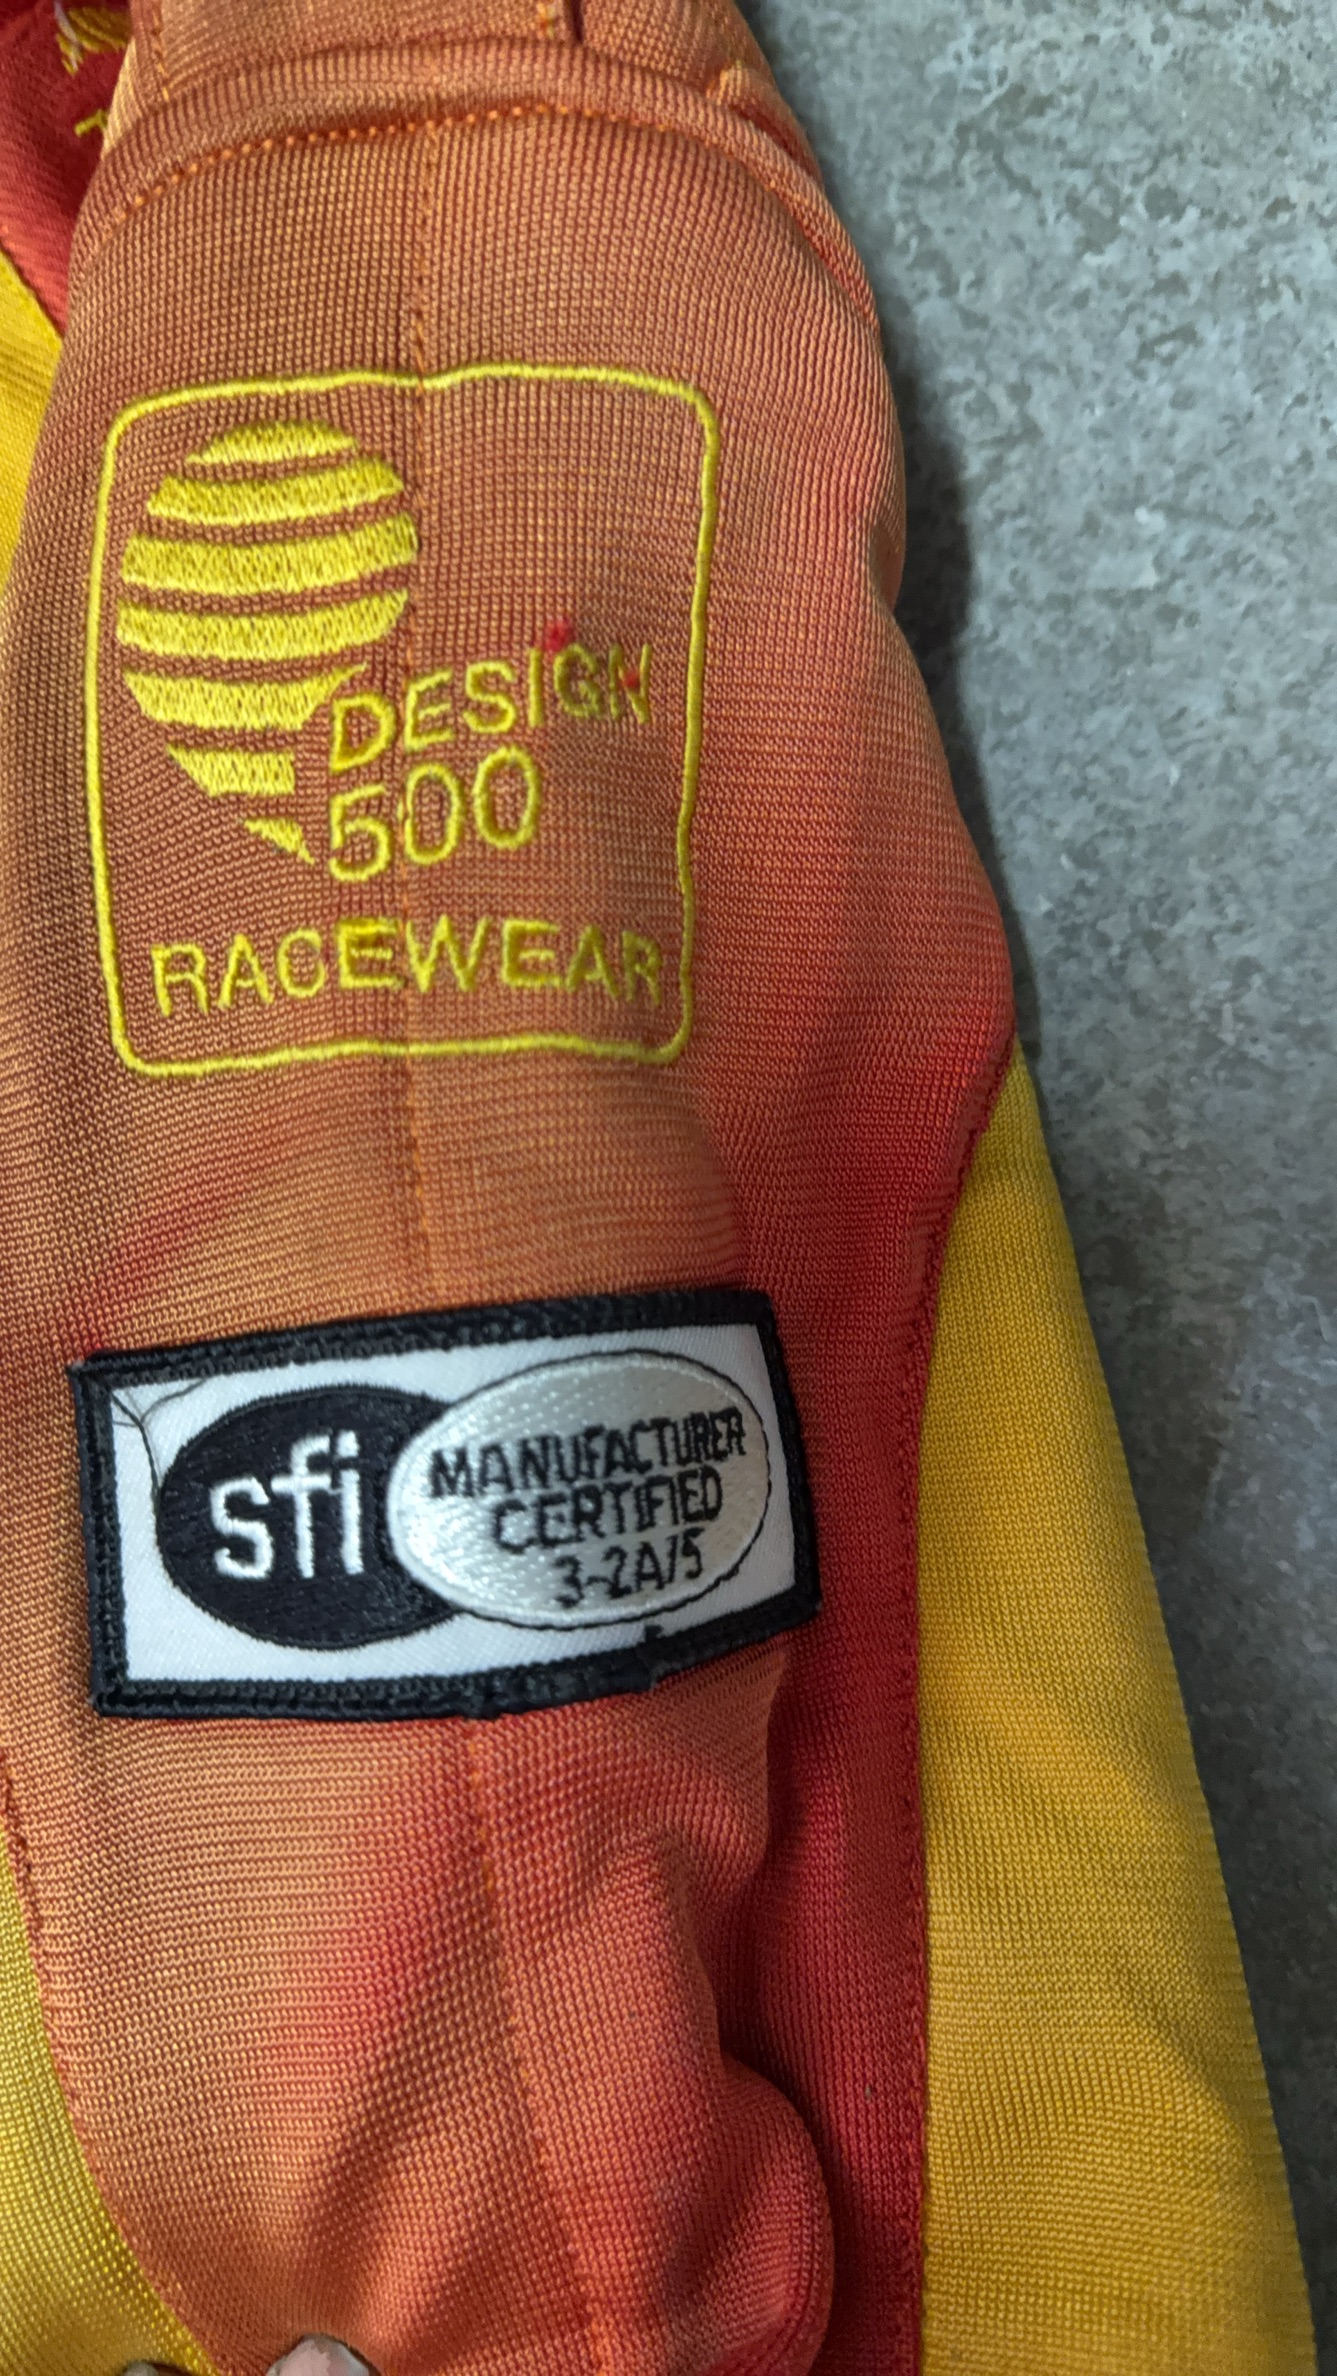 DESIGN
500
RACEWEAR
sfi
MANUFACTURER
CERTIFIED
3-2A/5